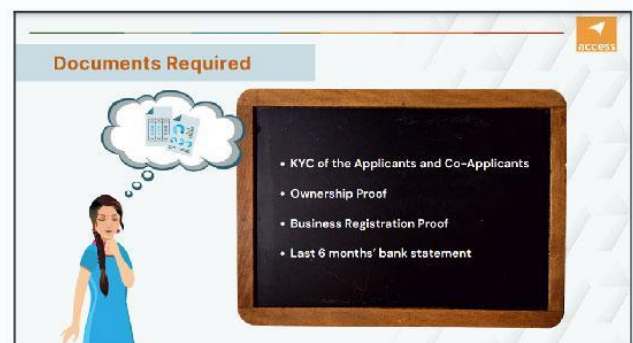 access
Documents Required
• KYC of the Applicants and Co-Applicants
• Ownership Proof
• Business Registration Proof
• Last 6 months' bank statement